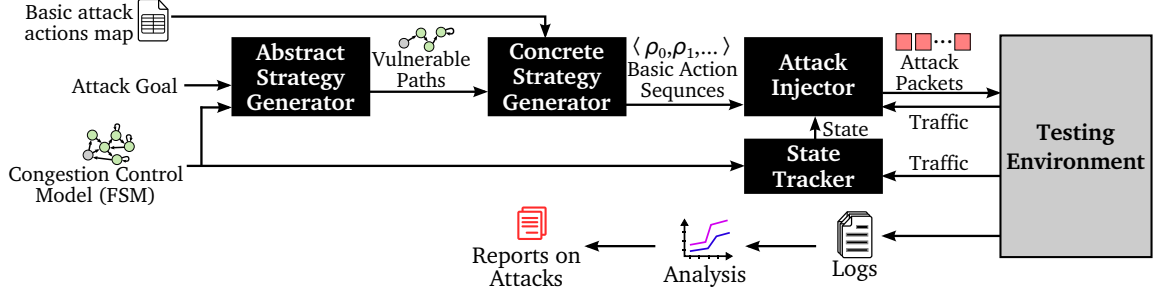 Basic attack
actions map
Attack Goal
Congestion Control
Model (FSM)
Abstract
Strategy
Generator
Vulnerable
Paths
Concrete
Strategy
Generator
⟨ ρ0,ρ1,... ⟩
Basic Action
Sequnces
Attack
Injector
Attack
Packets
Traffic
State
State
Tracker
Traffic
Testing
Environment
Logs
Analysis
Reports on
Attacks